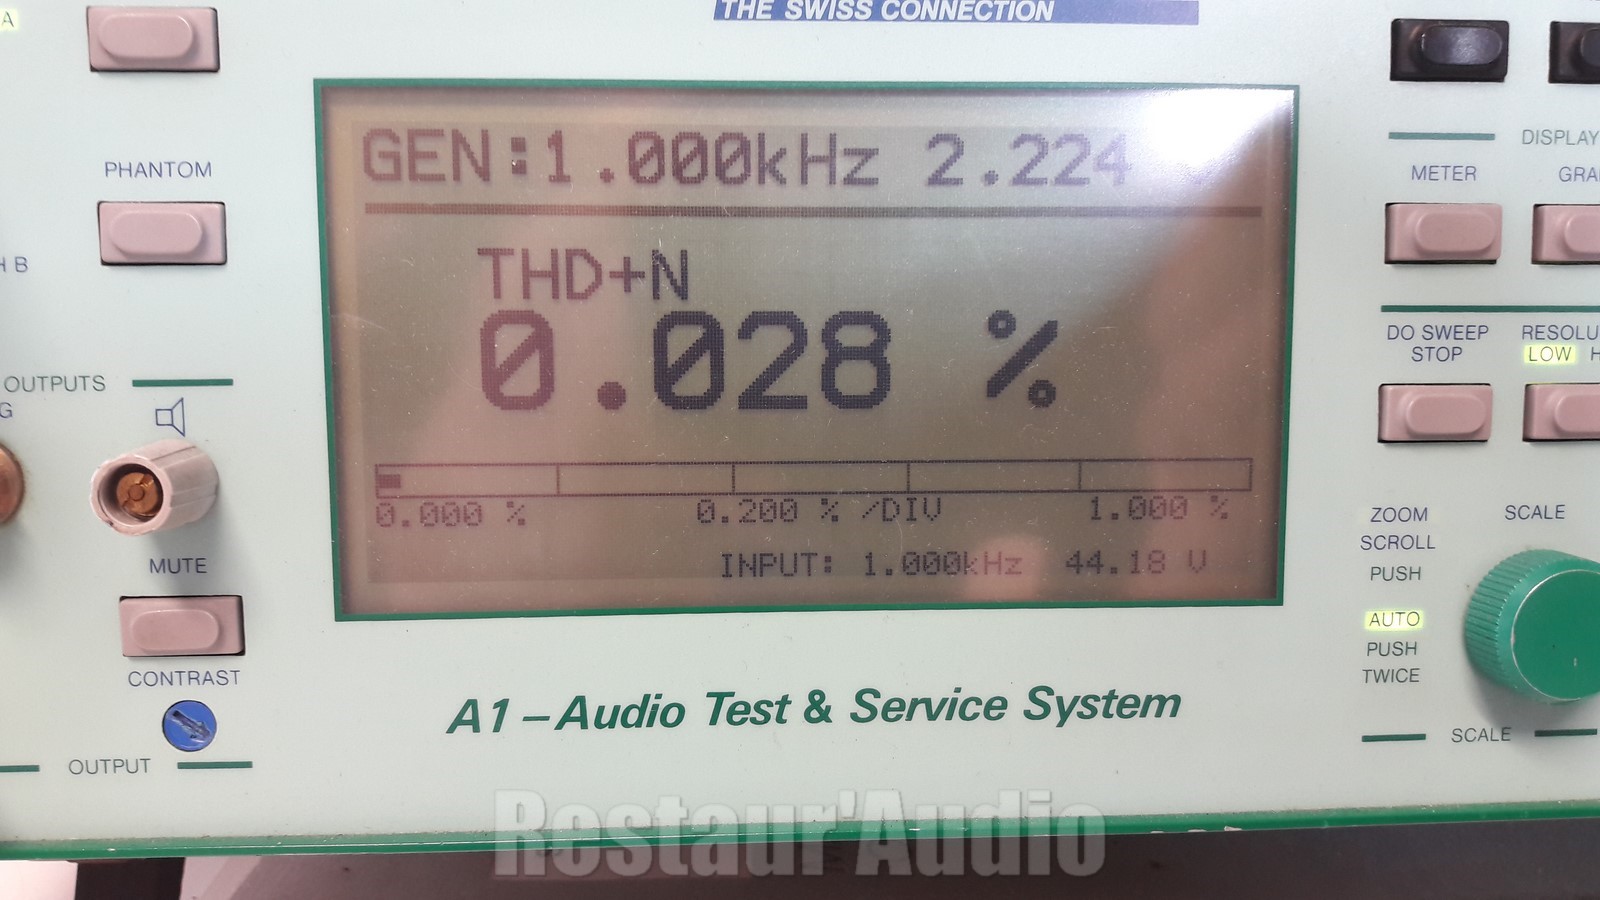 THE SWISS CONNECTION
A
PHANTOM
H B
OUTPUTS
G
MUTE
CONTRAST
OUTPUT
GEN:1.000kHz 2.224
THD+N
0.028 %
0.000 % 0.200 % /DIV 1.000 %
INPUT: 1.000kHz 44.18 V
A1–Audio Test & Service System
DISPLAY
METER GRA
DO SWEEP
STOP
RESOLU
LOW H
ZOOM
SCROLL
PUSH
SCALE
AUTO
PUSH
TWICE
SCALE
Restaur'Audio